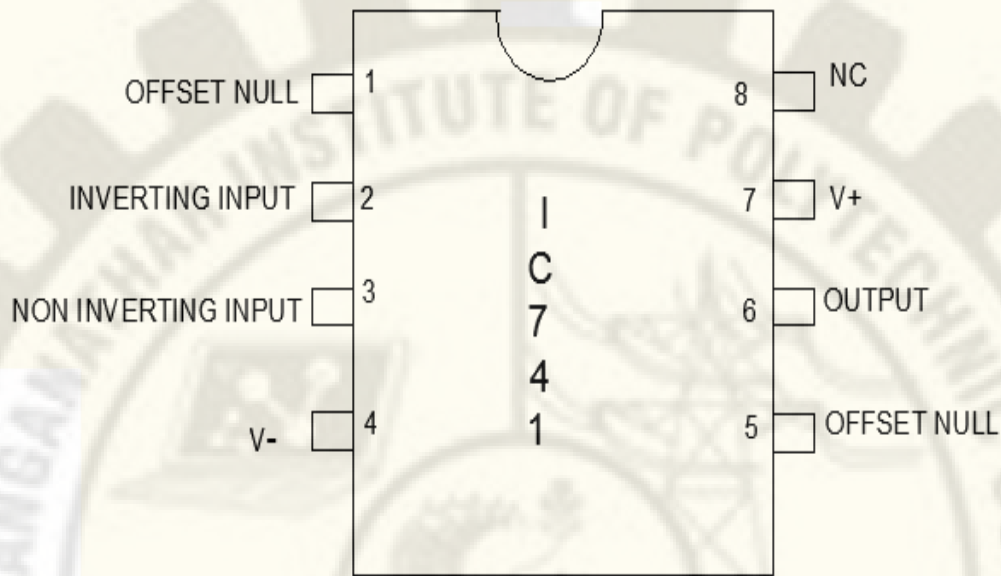 OFFSET NULL 1
INVERTING INPUT 2
NON INVERTING INPUT 3
V- 4
I
C
7
4
1
8 NC
7 V+
6 OUTPUT
5 OFFSET NULL
INSTITUTE OF POLYTECHNI